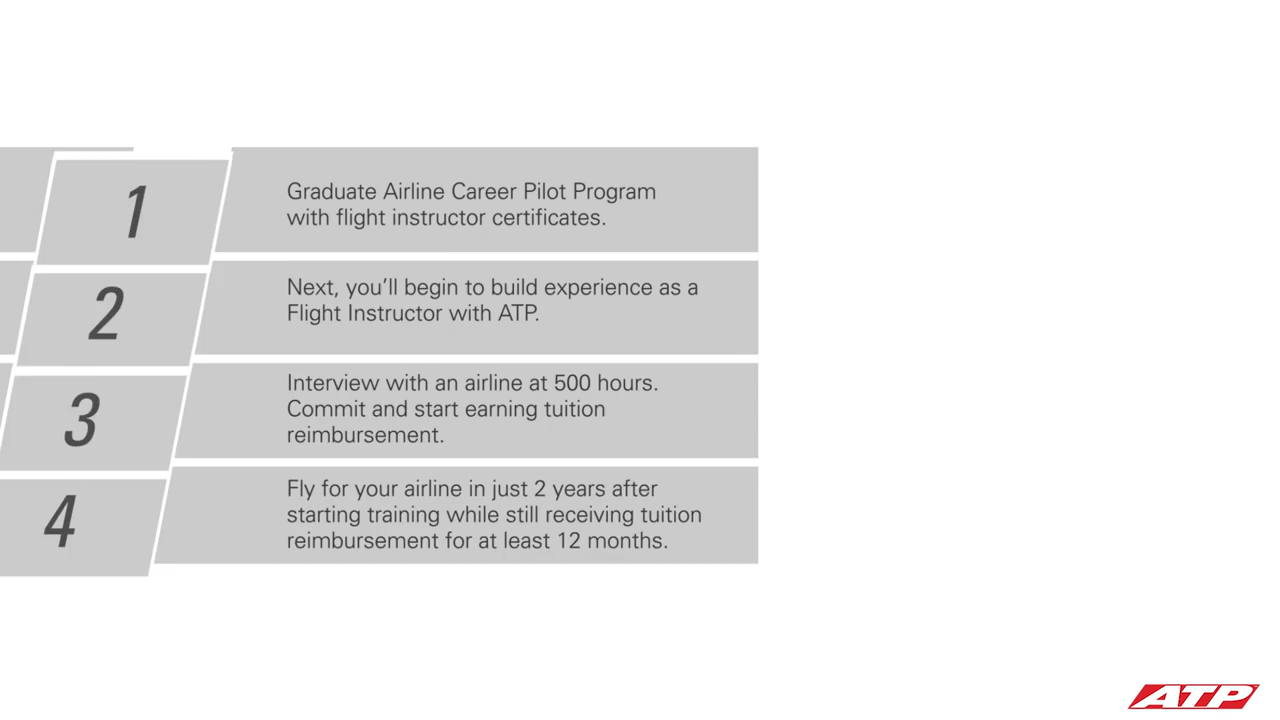 1
Graduate Airline Career Pilot Program
with flight instructor certificates.
2
Next, you’ll begin to build experience as a
Flight Instructor with ATP.
3
Interview with an airline at 500 hours.
Commit and start earning tuition
reimbursement.
4
Fly for your airline in just 2 years after
starting training while still receiving tuition
reimbursement for at least 12 months.
ATP